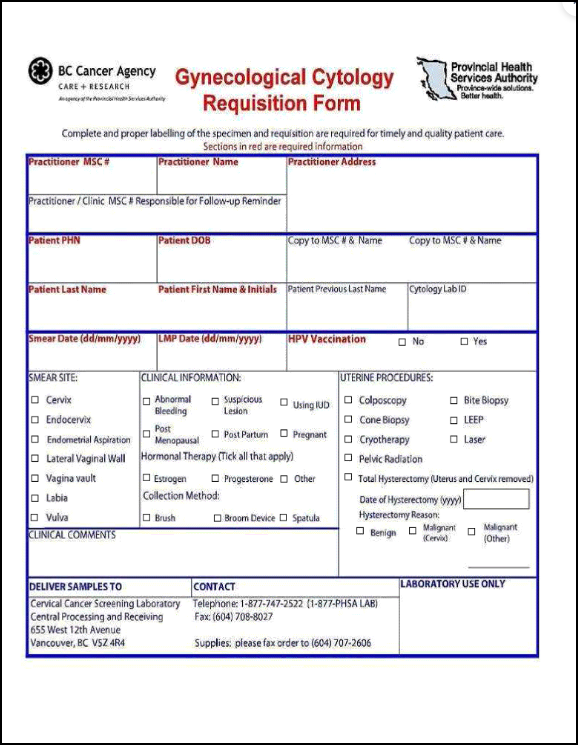 BC Cancer Agency
CARE + RESEARCH
An agency of the Provincial Health Services Authority
Gynecological Cytology
Requisition Form
Provincial Health
Services Authority
Province-wide solutions.
Better health.
Complete and proper labelling of the specimen and requisition are required for timely and quality patient care.
Sections in red are required information
Practitioner MSC # Practitioner Name Practitioner Address
Practitioner / Clinic MSC # Responsible for Follow-up Reminder
Patient PHN Patient DOB Copy to MSC # & Name Copy to MSC # & Name
Patient Last Name Patient First Name & Initials Patient Previous Last Name Cytology Lab ID
Smear Date (dd/mm/yyyy) LMP Date (dd/mm/yyyy) HPV Vaccination No Yes
SMEAR SITE:
Cervix
Endocervix
Endometrial Aspiration
Lateral Vaginal Wall
Vagina vault
Labia
Vulva
CLINICAL INFORMATION:
Abnormal Bleeding Suspicious Lesion Using IUD
Post Menopausal Post Partum Pregnant
Hormonal Therapy (Tick all that apply)
Estrogen Progesterone Other
Collection Method:
Brush Broom Device Spatula
UTERINE PROCEDURES:
Colposcopy Bite Biopsy
Cone Biopsy LEEP
Cryotherapy Laser
Pelvic Radiation
Total Hysterectomy (Uterus and Cervix removed)
Date of Hysterectomy (yyyy)
Hysterectomy Reason:
Benign Malignant (Cervix) Malignant (Other)
CLINICAL COMMENTS
DELIVER SAMPLES TO
Cervical Cancer Screening Laboratory
Central Processing and Receiving
655 West 12th Avenue
Vancouver, BC V5Z 4R4
CONTACT
Telephone: 1-877-747-2522 (1-877-PHSA LAB)
Fax: (604) 708-8027
Supplies: please fax order to (604) 707-2606
LABORATORY USE ONLY